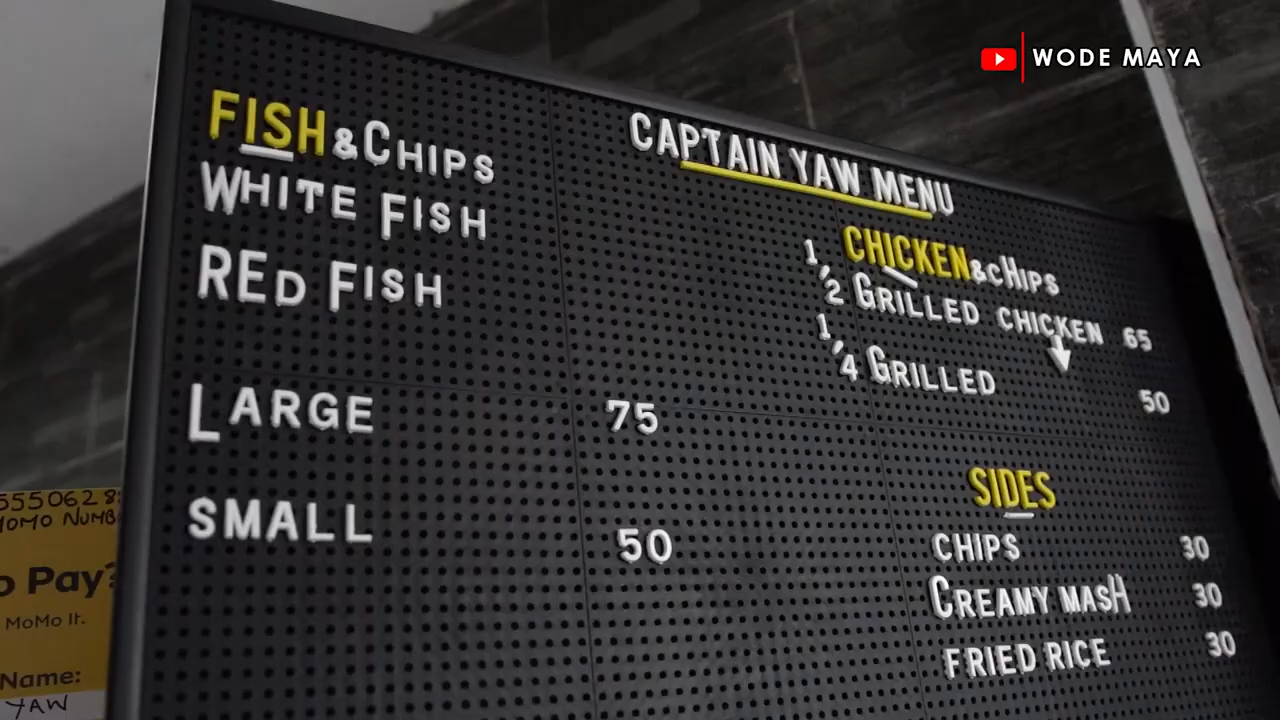 WODE MAYA
CAPTAIN YAW MENU
FISH & CHIPS
WHITE FISH
RED FISH
LARGE 75
SMALL 50
CHICKEN & cHIPS
1/2 GRILLED CHICKEN 65
1/4 GRILLED 50
SIDES
CHIPS 30
CREAMY MASH 30
FRIED RICE 30
MOMO
Pay?
MoMo It.
Name:
YAW